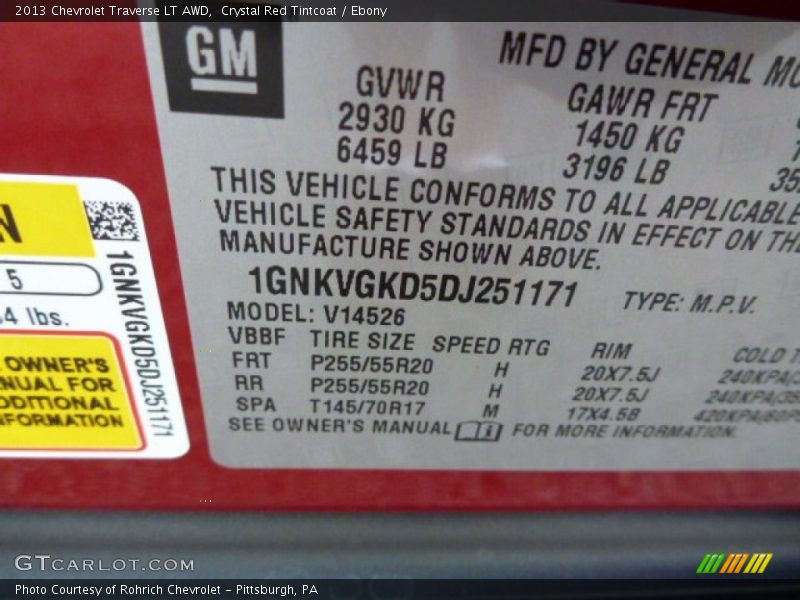 2013 Chevrolet Traverse LT AWD, Crystal Red Tintcoat / Ebony
GM
MFD BY GENERAL
GVWR
2930 KG
6459 LB
GAWR FRT
1450 KG
3196 LB
THIS VEHICLE CONFORMS TO ALL APPLICABLE
VEHICLE SAFETY STANDARDS IN EFFECT ON
MANUFACTURE SHOWN ABOVE.
1GNKVGKD5DJ251171 TYPE: M.P.V.
MODEL: V14526
VBBF TIRE SIZE SPEED RTG RIM COLD
FRT P255/55R20 H 20X7.5J
RR P255/55R20 H 20X7.5J
SPA T145/70R17 M 17X4.5B
SEE OWNER'S MANUAL FOR MORE INFORMATION.
5
lbs.
OWNER'S
FOR
1GNKVGKD5DJ251171
GTCARLOT.COM
Photo Courtesy of Rohrich Chevrolet - Pittsburgh, PA